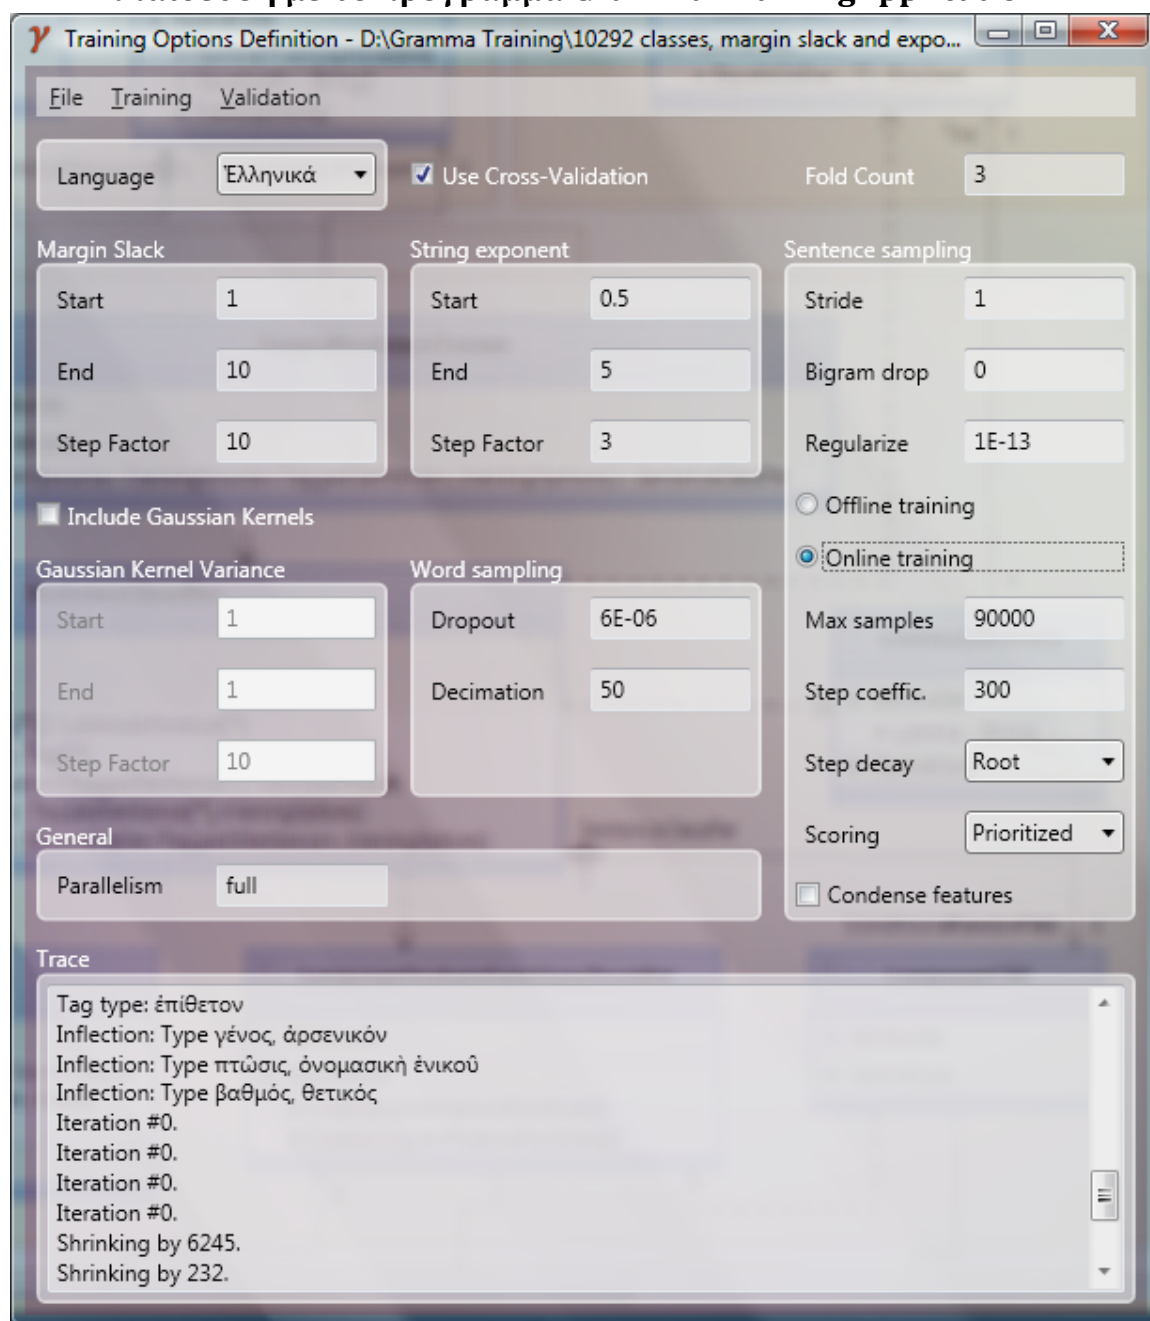 Training Options Definition - D:\Gramma Training\10292 classes, margin slack and expo...
File Training Validation
Language Ἑλληνικά Use Cross-Validation Fold Count 3
Margin Slack String exponent Sentence sampling
Start 1 Start 0.5 Stride 1
End 10 End 5 Bigram drop 0
Step Factor 10 Step Factor 3 Regularize 1E-13
Offline training
Include Gaussian Kernels
Online training
Gaussian Kernel Variance Word sampling
Start 1 Dropout 6E-06 Max samples 90000
End 1 Decimation 50 Step coeffic. 300
Step Factor 10 Step decay Root
General Scoring Prioritized
Parallelism full Condense features
Trace
Tag type: ἐπίθετον
Inflection: Type γένος, ἀρσενικόν
Inflection: Type πτῶσις, ὀνομασικὴ ἑνικοῦ
Inflection: Type βαθμός, θετικός
Iteration #0.
Iteration #0.
Iteration #0.
Iteration #0.
Shrinking by 6245.
Shrinking by 232.